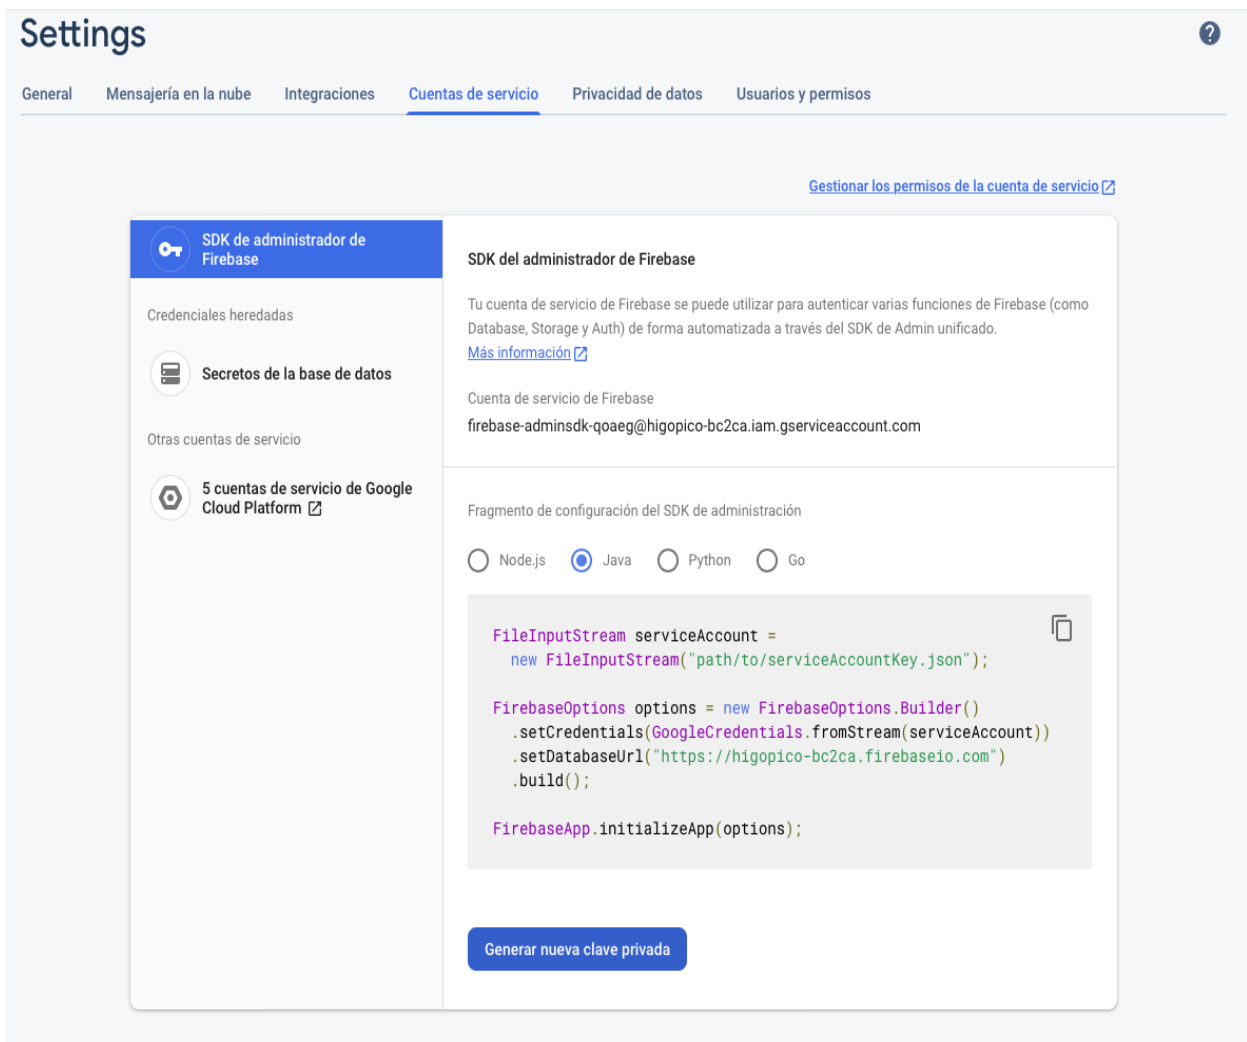 Settings
General Mensajería en la nube Integraciones Cuentas de servicio Privacidad de datos Usuarios y permisos
Gestionar los permisos de la cuenta de servicio
SDK de administrador de
Firebase
Credenciales heredadas
Secretos de la base de datos
Otras cuentas de servicio
5 cuentas de servicio de Google
Cloud Platform
SDK del administrador de Firebase
Tu cuenta de servicio de Firebase se puede utilizar para autenticar varias funciones de Firebase (como
Database, Storage y Auth) de forma automatizada a través del SDK de Admin unificado.
Más información
Cuenta de servicio de Firebase
firebase-adminsdk-qoaeg@higopico-bc2ca.iam.gserviceaccount.com
Fragmento de configuración del SDK de administración
Node.js Java Python Go
FileInputStream serviceAccount =
new FileInputStream("path/to/serviceAccountKey.json");
FirebaseOptions options = new FirebaseOptions.Builder()
.setCredentials(GoogleCredentials.fromStream(serviceAccount))
.setDatabaseUrl("https://higopico-bc2ca.firebaseio.com")
.build();
FirebaseApp.initializeApp(options);
Generar nueva clave privada